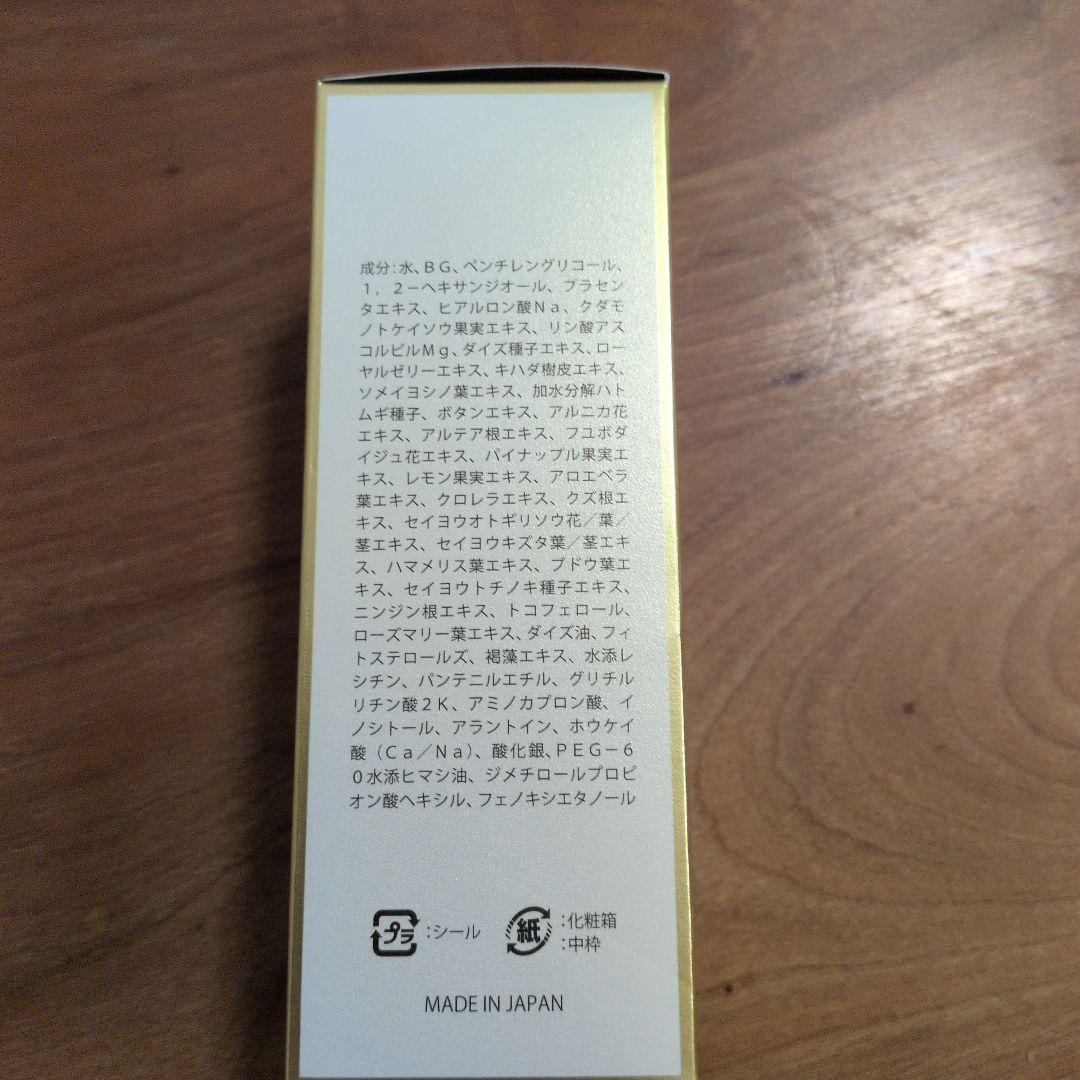 成分:水、BG、ペンチレングリコール、
1，2－ヘキサンジオール、プラセン
タエキス、ヒアルロン酸Na、クダモ
ノトケイソウ果実エキス、リン酸アス
コルビルMg、ダイズ種子エキス、ロー
ヤルゼリーエキス、キハダ樹皮エキス、
ソメイヨシノ葉エキス、加水分解ハト
ムギ種子、ボタンエキス、アルニカ花
エキス、アルテア根エキス、フユボダ
イジュ花エキス、パイナップル果実エ
キス、レモン果実エキス、アロエベラ
葉エキス、クロレラエキス、クズ根エ
キス、セイヨウオトギリソウ花／葉／
茎エキス、セイヨウキズタ葉／茎エキ
ス、ハマメリス葉エキス、ブドウ葉エ
キス、セイヨウトチノキ種子エキス、
ニンジン根エキス、トコフェロール、
ローズマリー葉エキス、ダイズ油、フィ
トステロールズ、褐藻エキス、水添レ
シチン、パンテニルエチル、グリチル
リチン酸2K、アミノカプロン酸、イ
ノシトール、アラントイン、ホウケイ
酸（Ca／Na）、酸化銀、PEG－6
0水添ヒマシ油、ジメチロールプロピ
オン酸ヘキシル、フェノキシエタノール
プラ:シール
紙:化粧箱
:中枠
MADE IN JAPAN